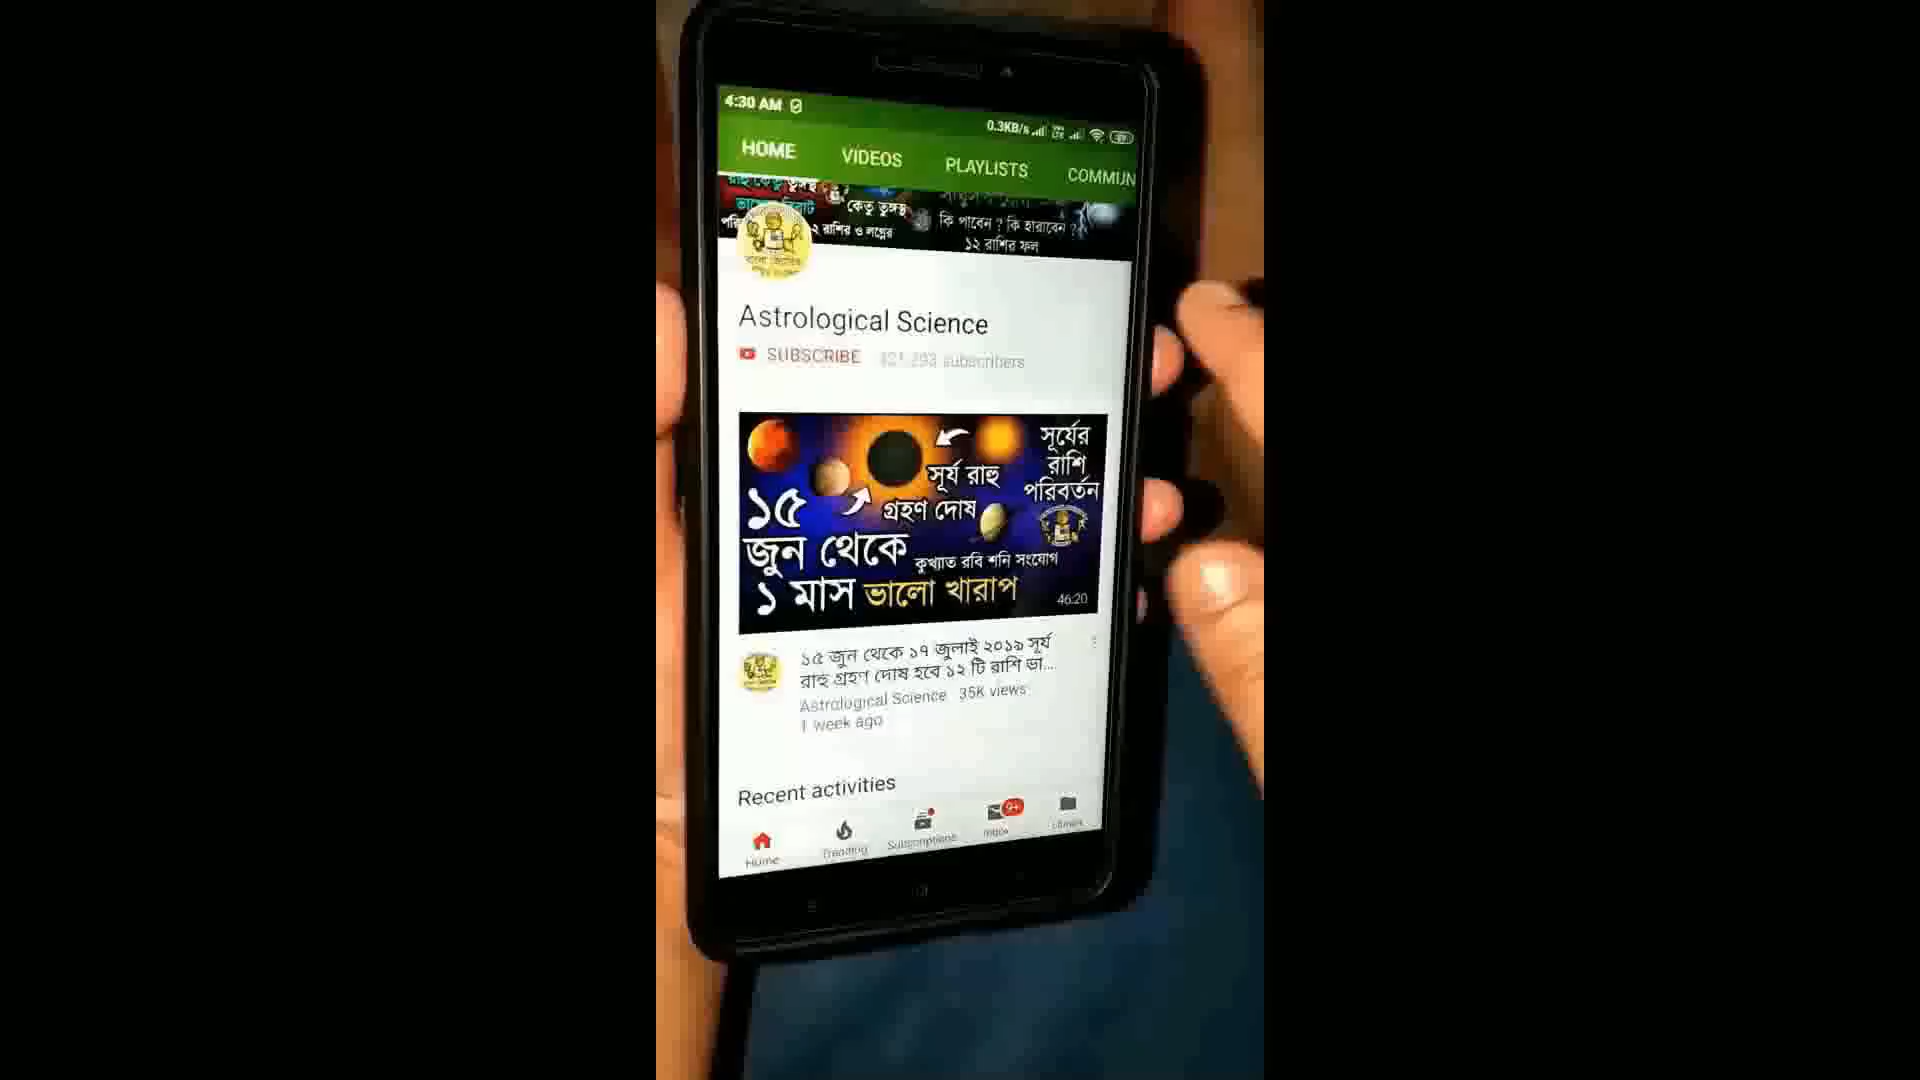 4:30 AM
0.3KB/s
HOME VIDEOS PLAYLISTS
রাহু কেতু তুঙ্গস্থ
কেতু তুঙ্গস্থ
২ রাশির ও লগ্নের
কি পাবেন ? কি হারাবেন ?
১২ রাশির ফল
Astrological Science
SUBSCRIBE subscribers
সূর্যের
রাশি
পরিবর্তন
সূর্য রাহু
গ্রহণ দোষ
১৫
জুন থেকে
কুখ্যাত রবি শনি সংযোগ
১ মাস ভালো খারাপ
46:20
১৫ জুন থেকে ১৭ জুলাই ২০১৯ সূর্য
রাহু গ্রহণ দোষ হবে ১২ টি রাশি ভা...
Astrological Science 35K views
1 week ago
Recent activities
9+
Home Trending Subscriptions Inbox